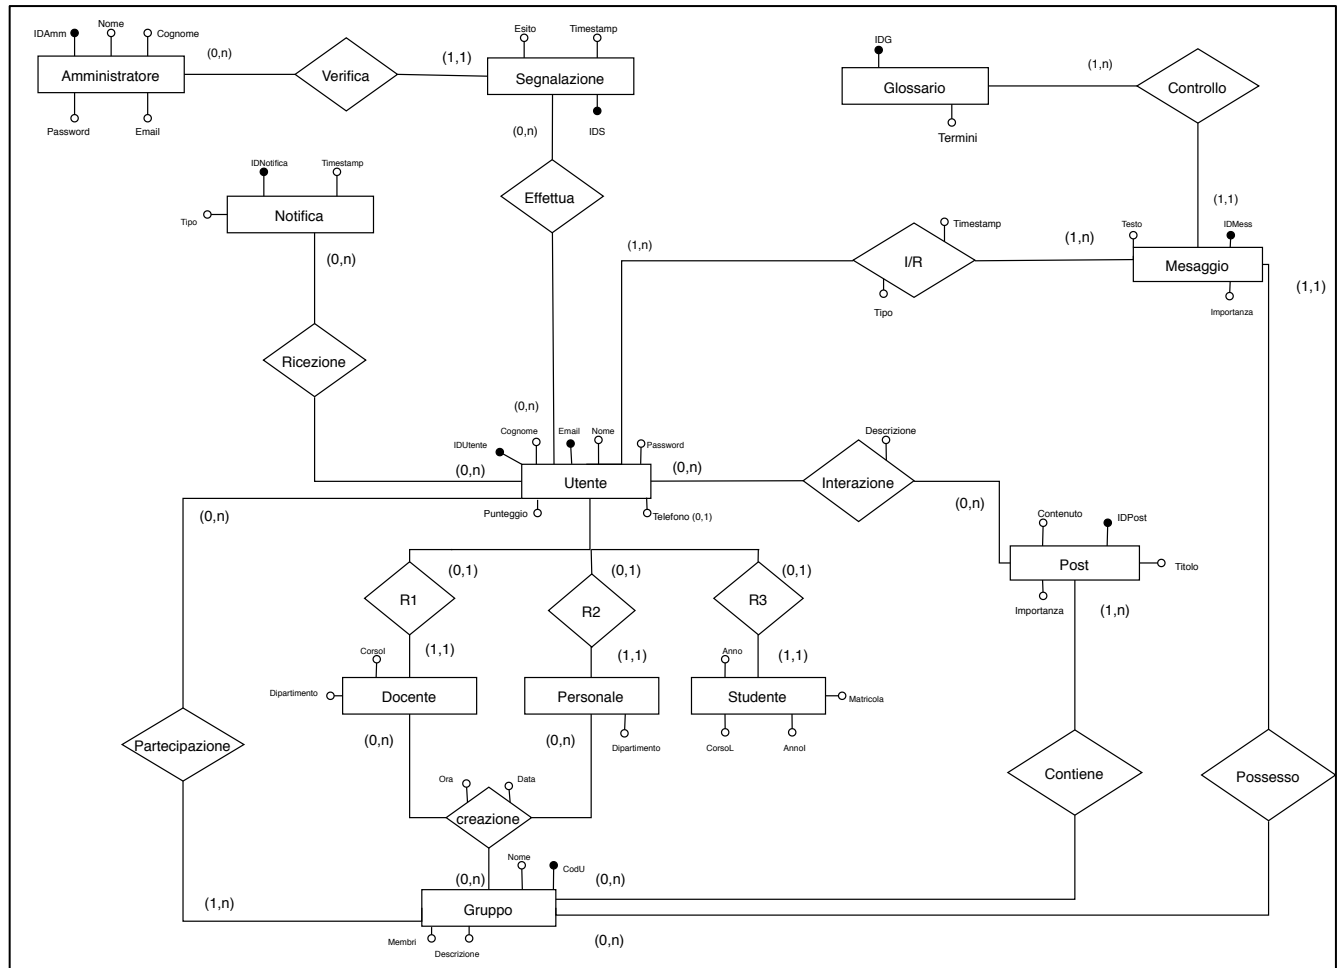 IDAmm
Nome
Cognome
(0,n)
(1,1)
Amministratore
Verifica
Password
Email
Esito
Timestamp
Segnalazione
(0,n)
IDS
IDG
Glossario
Termini
(1,n)
Controllo
(1,1)
IDNotifica
Timestamp
Tipo
Notifica
(0,n)
Effettua
(1,n)
Timestamp
I/R
Tipo
(1,n)
Testo
IDMess
Mesaggio
Importanza
(1,1)
Ricezione
(0,n)
IDUtente
Cognome
Email
Nome
Password
(0,n)
Utente
(0,n)
Punteggio
Telefono (0,1)
Descrizione
Interazione
(0,n)
(0,n)
Contenuto
IDPost
Post
Titolo
Importanza
(1,n)
(0,1)
(0,1)
(0,1)
R1
R2
R3
(1,1)
(1,1)
(1,1)
CorsoI
Dipartimento
Docente
(0,n)
Personale
Dipartimento
(0,n)
Anno
Studente
Matricola
CorsoL
AnnoI
Partecipazione
Ora
Data
creazione
Contiene
Possesso
(0,n)
Nome
CodU
(0,n)
(1,n)
Gruppo
Membri
Descrizione
(0,n)